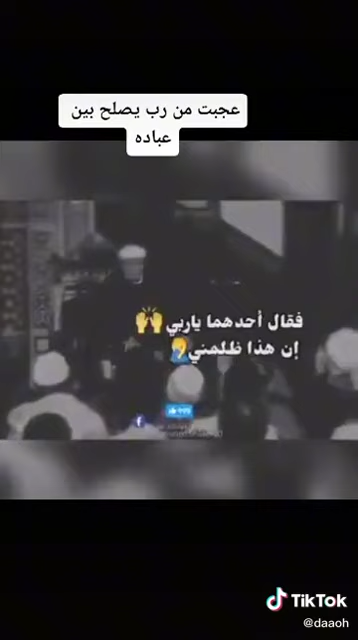 عجبت من رب يصلح بين
عباده
فقال أحدهما ياربي🙌
إن هذا ظلمني🤦
TikTok
@daaoh